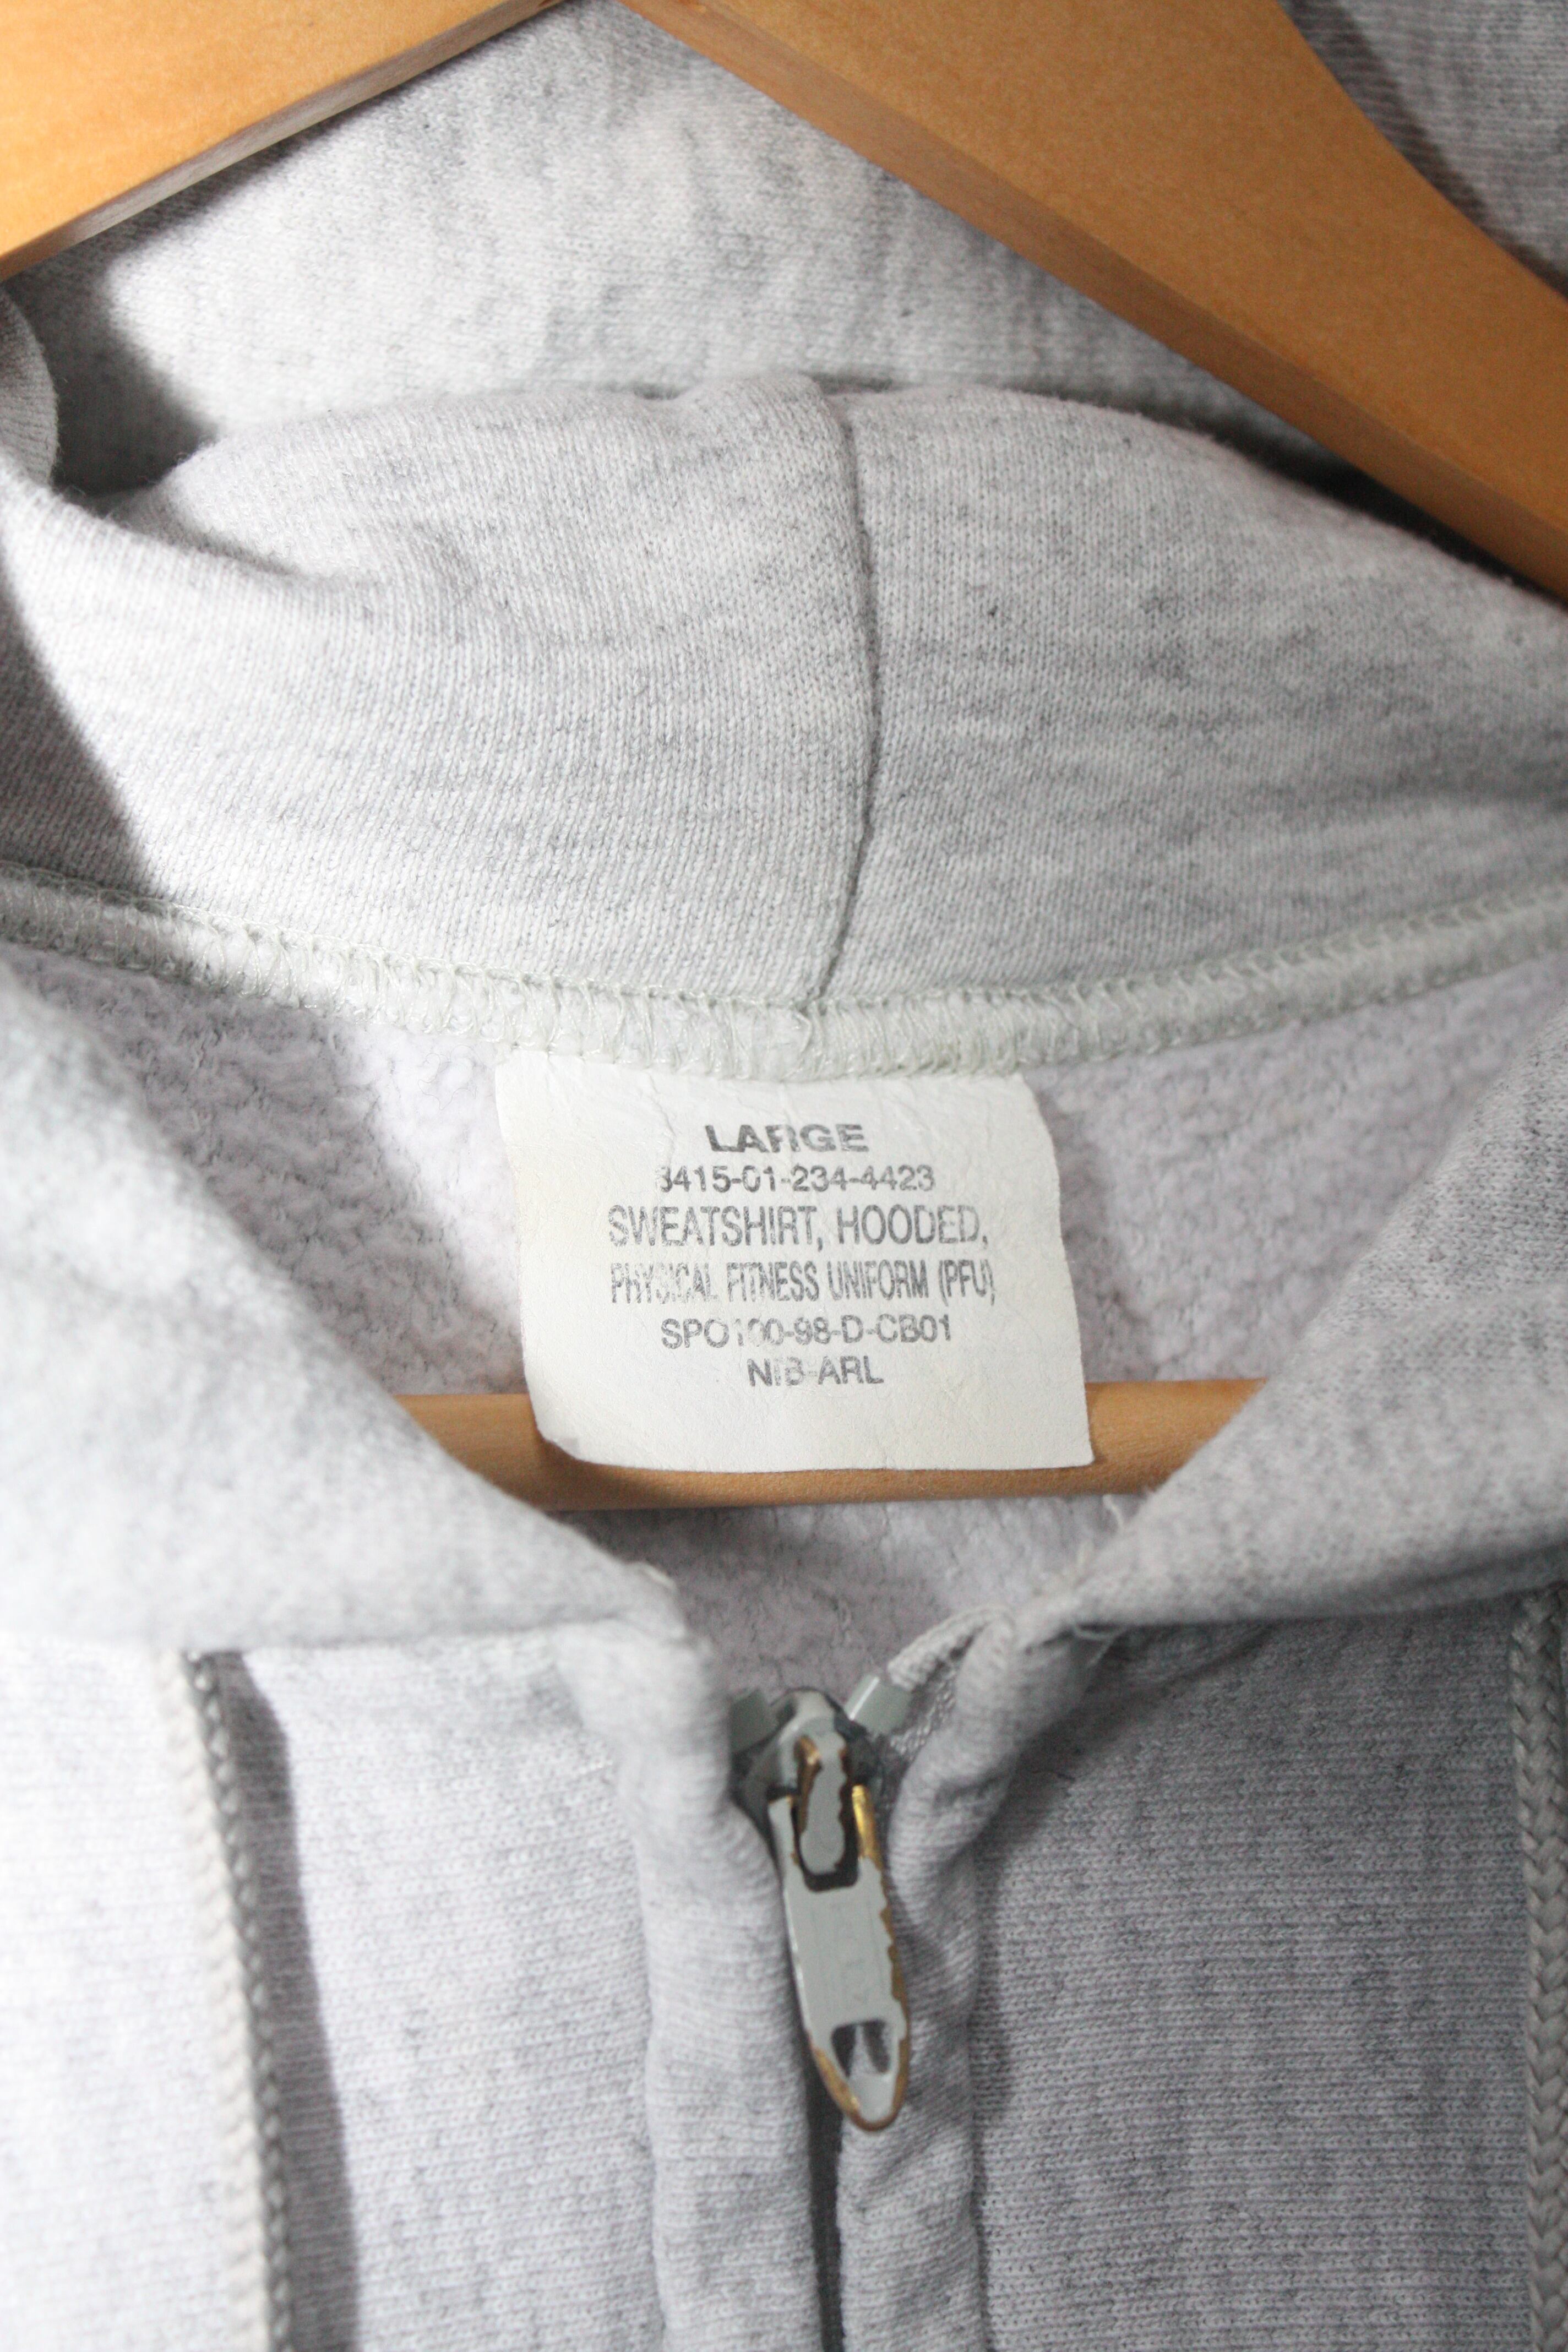 LARGE
8415-01-234-4423
SWEATSHIRT, HOODED,
PHYSICAL FITNESS UNIFORM (PFU)
SPO100-98-D-CB01
NIB-ARL